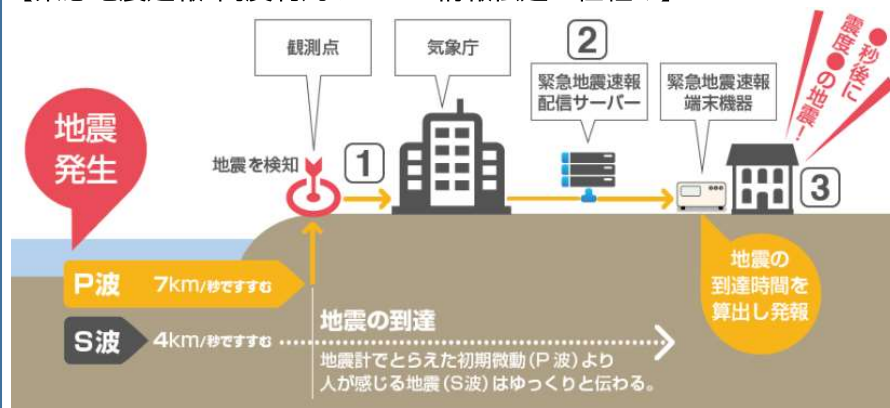 観測点
気象庁
2
緊急地震速報
配信サーバー
緊急地震速報
端末機器
●秒後に
震度●の地震！
地震
発生
地震を検知
1
3
P波 7km/秒ですすむ
地震の
到達時間を
算出し発報
S波 4km/秒ですすむ
地震の到達
地震計でとらえた初期微動(P波)より
人が感じる地震(S波)はゆっくりと伝わる。